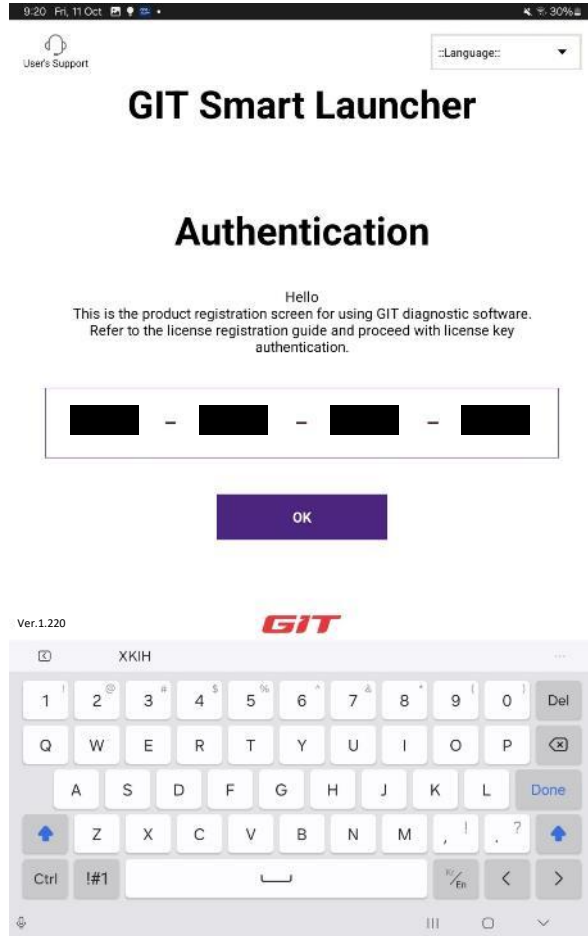 9:20 Fri, 11 Oct
30%
User's Support
::Language::
GIT Smart Launcher
Authentication
Hello
This is the product registration screen for using GIT diagnostic software.
Refer to the license registration guide and proceed with license key
authentication.
- - -
OK
Ver.1.220
GIT
XKIH
...
1 ! 2 @ 3 # 4 $ 5 % 6 ^ 7 & 8 * 9 ( 0 ) Del
Q W E R T Y U I O P
A S D F G H J K L Done
Z X C V B N M , ! . ?
Ctrl !#1 Kr/En < >